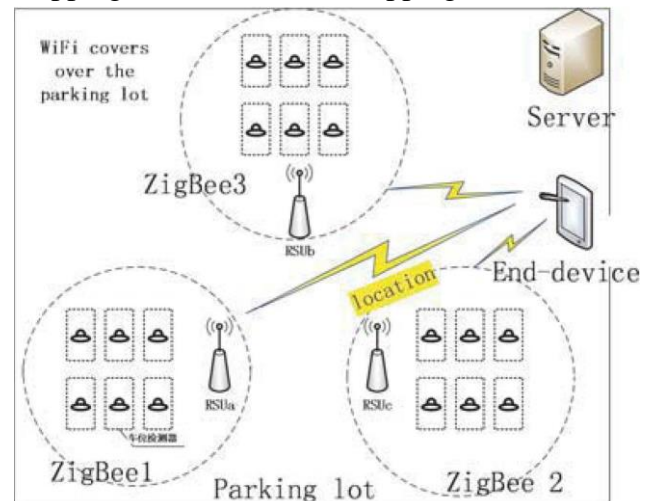 WiFi covers
over the
parking lot
Server
ZigBee3
RSUb
End-device
location
RSUa
RSUc
车位检测器
ZigBee1
Parking lot
ZigBee 2